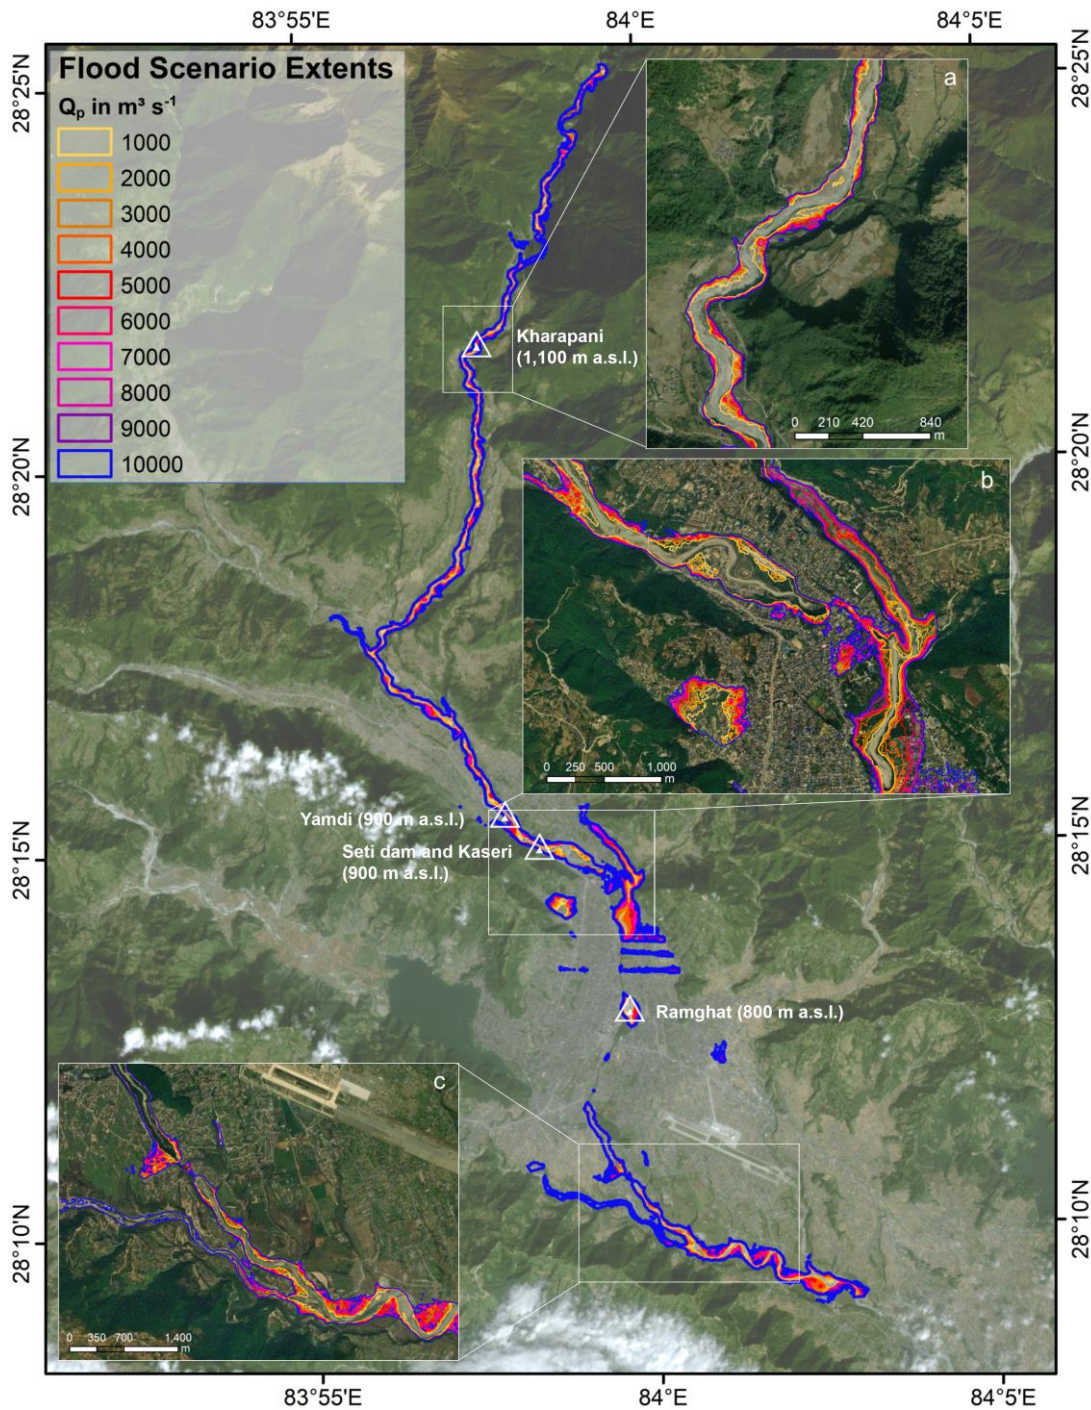 83°55'E 84°E 84°5'E
Flood Scenario Extents
Qp in m³ s⁻¹
1000
2000
3000
4000
5000
6000
7000
8000
9000
10000
28°25'N
28°25'N
a
Kharapani
(1,100 m a.s.l.)
0 210 420 840
m
28°20'N
28°20'N
b
0 250 500 1,000
m
Yamdi (900 m a.s.l.)
Seti dam and Kaseri
(900 m a.s.l.)
28°15'N
28°15'N
Ramghat (800 m a.s.l.)
c
28°10'N
28°10'N
0 350 700 1,400
m
83°55'E 84°E 84°5'E